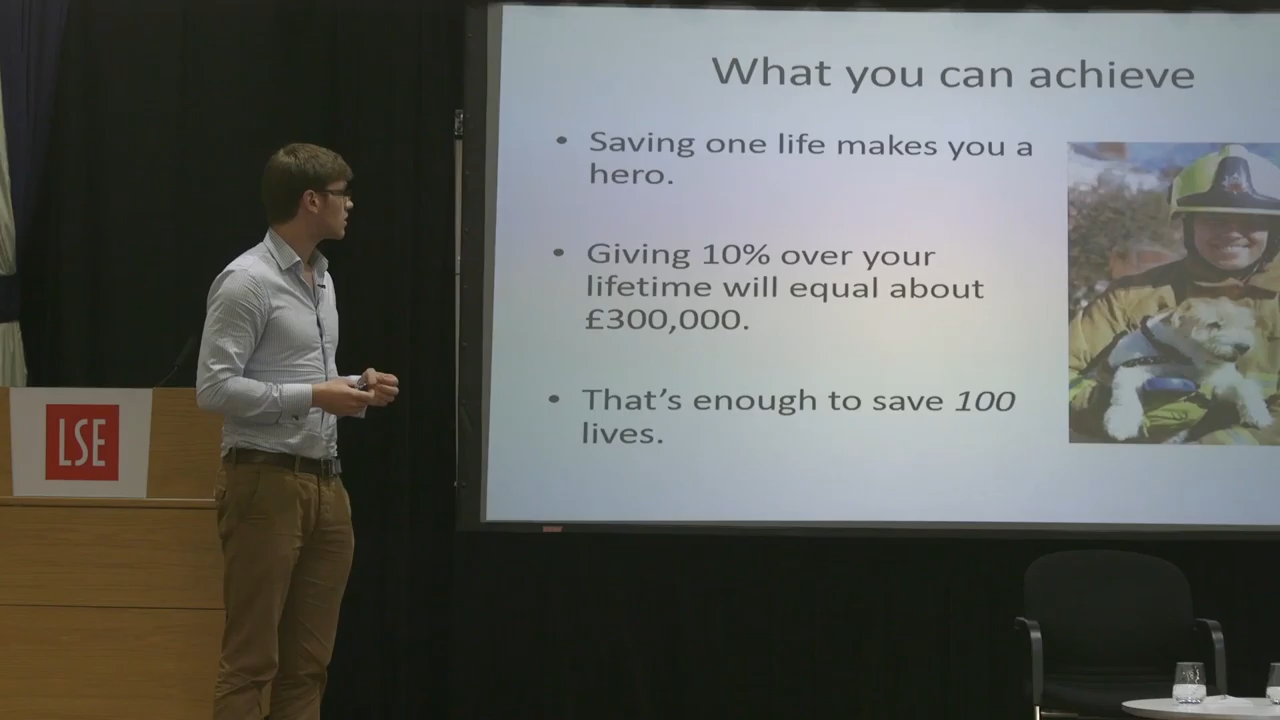 What you can achieve
• Saving one life makes you a
hero.
• Giving 10% over your
lifetime will equal about
£300,000.
• That's enough to save 100
lives.
LSE